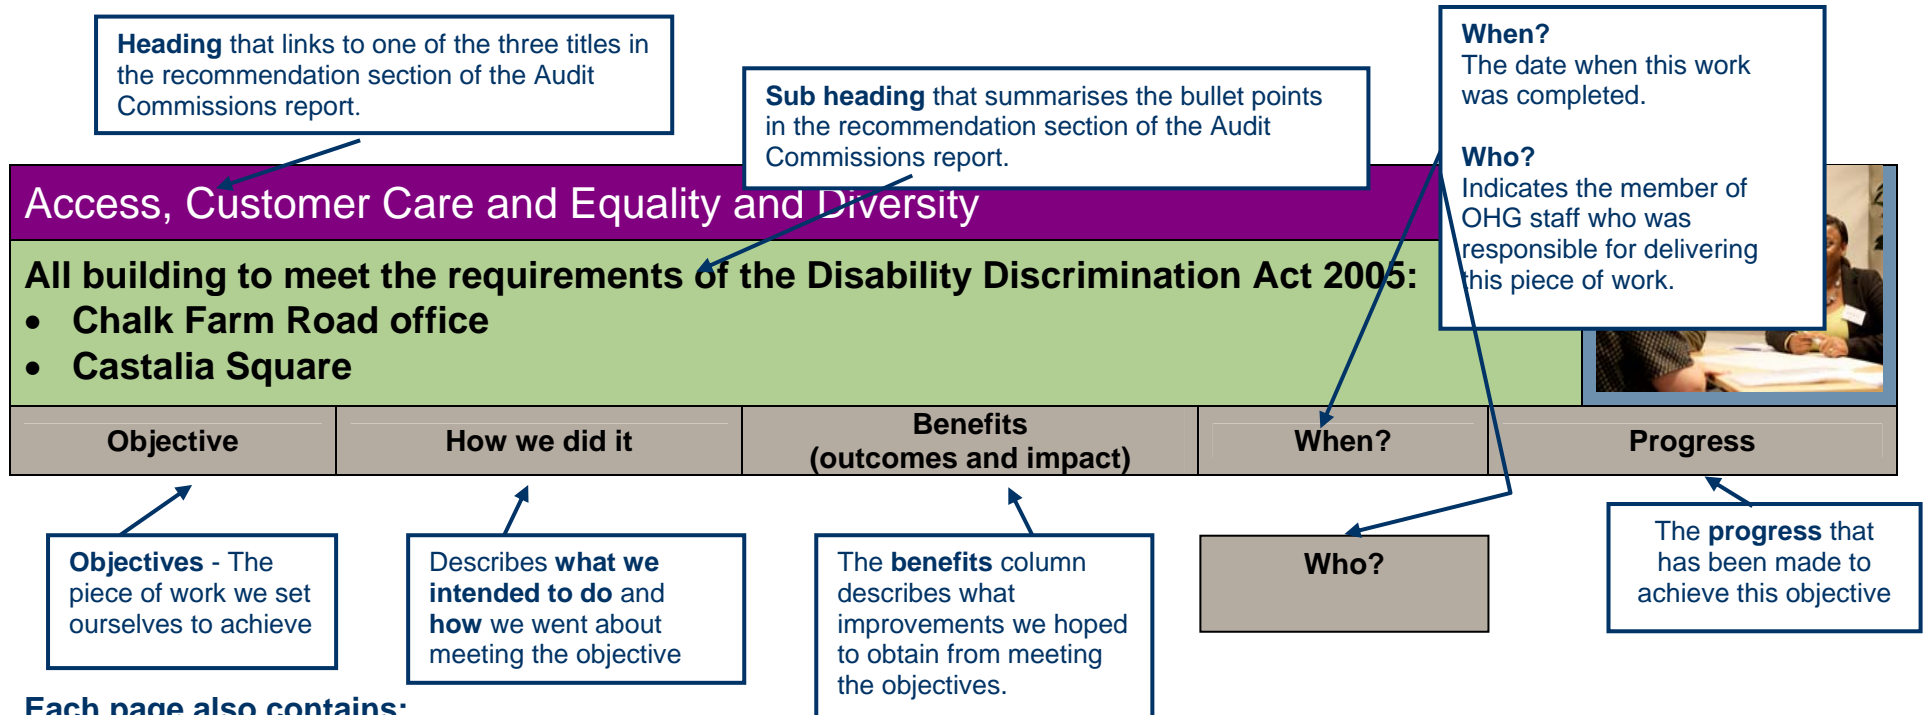 Heading that links to one of the three titles in
the recommendation section of the Audit
Commissions report.
Sub heading that summarises the bullet points
in the recommendation section of the Audit
Commissions report.
When?
The date when this work
was completed.
Who?
Indicates the member of
OHG staff who was
responsible for delivering
this piece of work.
Access, Customer Care and Equality and Diversity
All building to meet the requirements of the Disability Discrimination Act 2005:
• Chalk Farm Road office
• Castalia Square
Objective
How we did it
Benefits
(outcomes and impact)
When?
Progress
Objectives - The
piece of work we set
ourselves to achieve
Describes what we
intended to do and
how we went about
meeting the objective
The benefits column
describes what
improvements we hoped
to obtain from meeting
the objectives.
Who?
The progress that
has been made to
achieve this objective
Each page also contains: